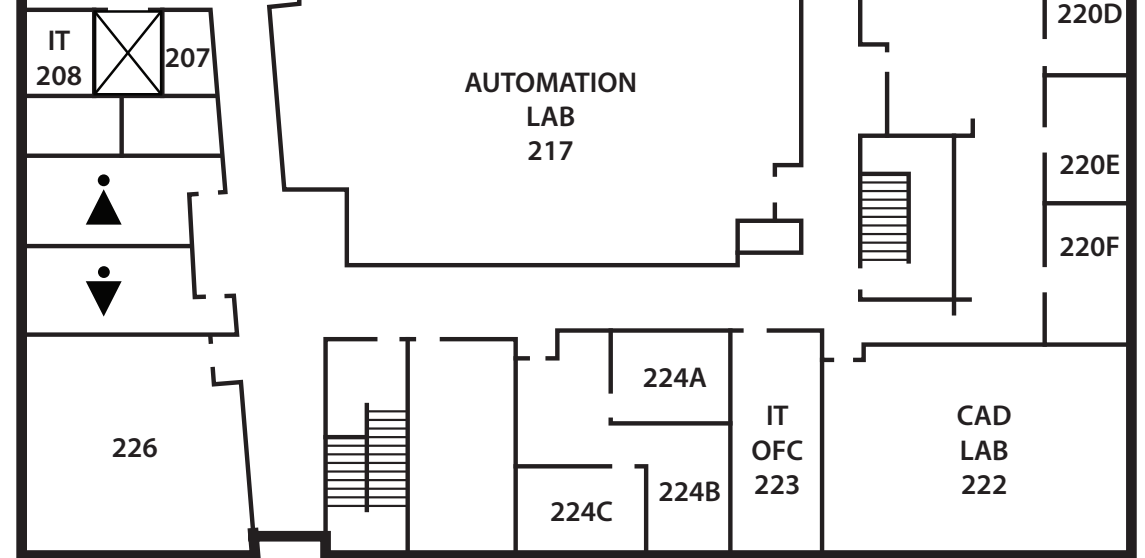 220D
IT
208
207
AUTOMATION
LAB
217
220E
220F
224A
226
IT
OFC
223
CAD
LAB
222
224B
224C